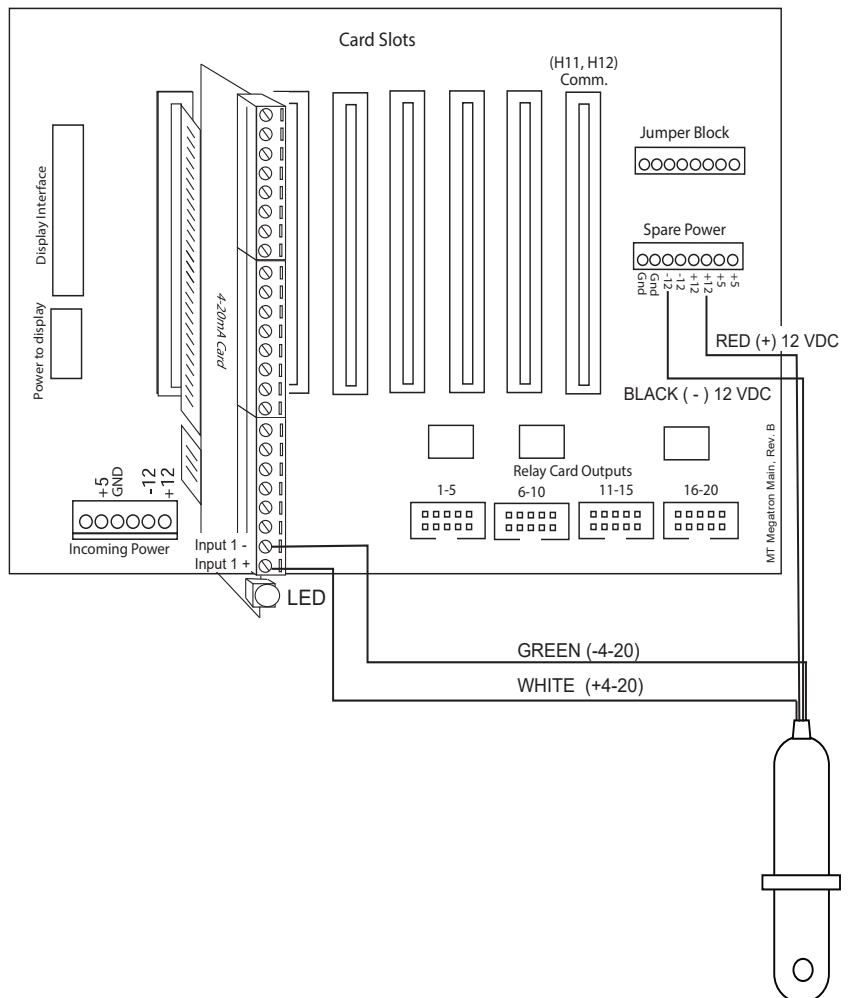 Card Slots
(H11, H12)
Comm.
Jumper Block
Display Interface
Spare Power
Gnd
Gnd
-12
-12
+12
+12
+5
+5
4-20mA Card
Power to display
RED (+) 12 VDC
BLACK ( - ) 12 VDC
MT Megatron Main, Rev. B
Relay Card Outputs
1-5
6-10
11-15
16-20
+5
GND
-12
+12
Incoming Power
Input 1 -
Input 1 +
LED
GREEN (-4-20)
WHITE (+4-20)